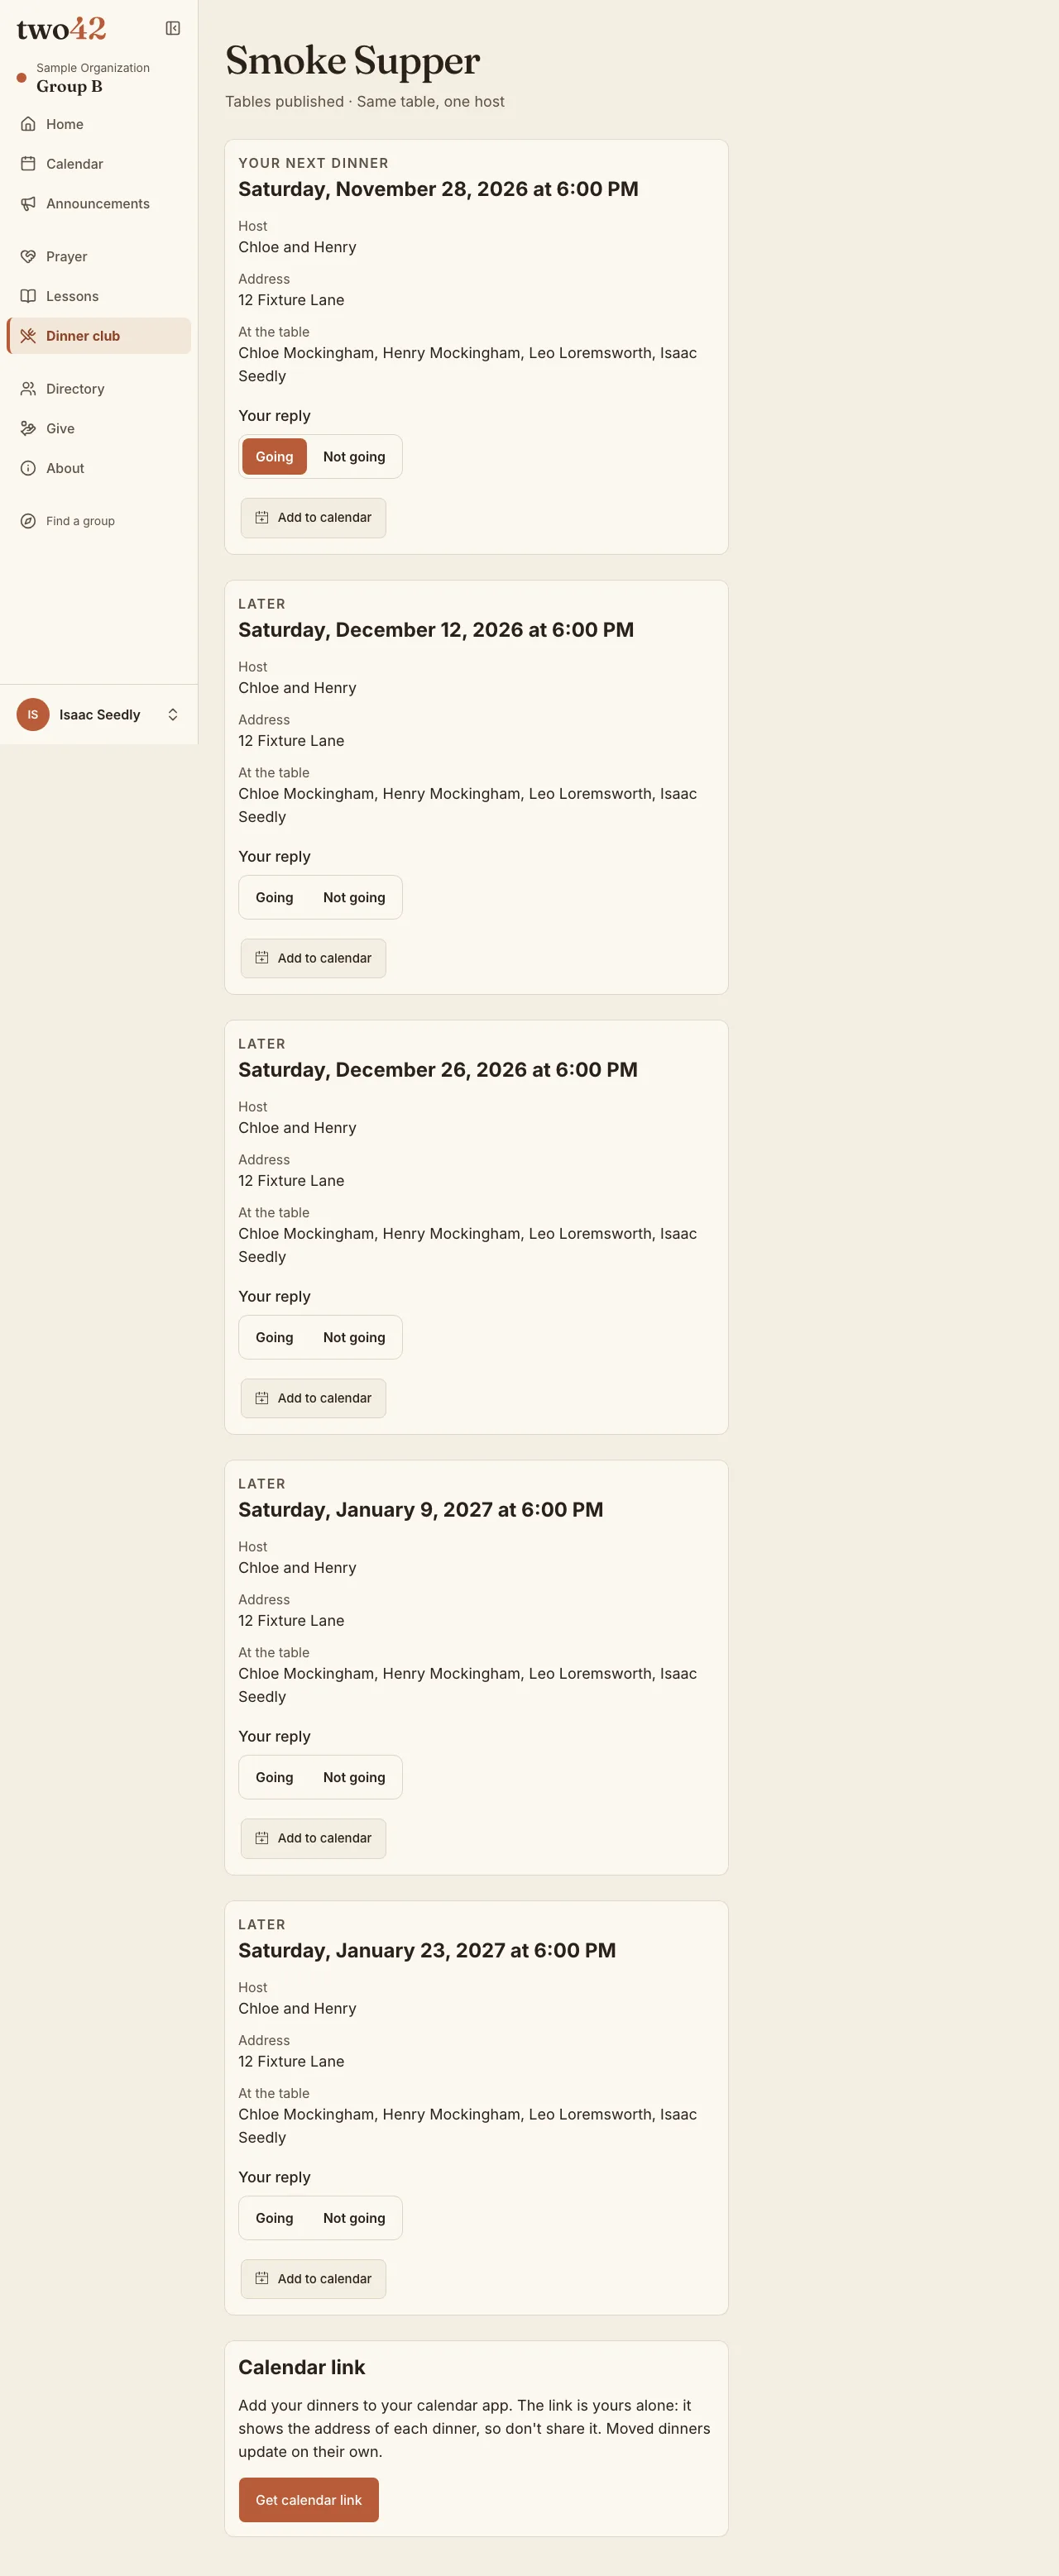 two42
Sample Organization
Group B
Home
Calendar
Announcements
Prayer
Lessons
Dinner club
Directory
Give
About
Find a group
IS
Isaac Seedly
Smoke Supper
Tables published · Same table, one host
YOUR NEXT DINNER
Saturday, November 28, 2026 at 6:00 PM
Host
Chloe and Henry
Address
12 Fixture Lane
At the table
Chloe Mockingham, Henry Mockingham, Leo Loremsworth, Isaac
Seedly
Your reply
Going Not going
Add to calendar
LATER
Saturday, December 12, 2026 at 6:00 PM
Host
Chloe and Henry
Address
12 Fixture Lane
At the table
Chloe Mockingham, Henry Mockingham, Leo Loremsworth, Isaac
Seedly
Your reply
Going Not going
Add to calendar
LATER
Saturday, December 26, 2026 at 6:00 PM
Host
Chloe and Henry
Address
12 Fixture Lane
At the table
Chloe Mockingham, Henry Mockingham, Leo Loremsworth, Isaac
Seedly
Your reply
Going Not going
Add to calendar
LATER
Saturday, January 9, 2027 at 6:00 PM
Host
Chloe and Henry
Address
12 Fixture Lane
At the table
Chloe Mockingham, Henry Mockingham, Leo Loremsworth, Isaac
Seedly
Your reply
Going Not going
Add to calendar
LATER
Saturday, January 23, 2027 at 6:00 PM
Host
Chloe and Henry
Address
12 Fixture Lane
At the table
Chloe Mockingham, Henry Mockingham, Leo Loremsworth, Isaac
Seedly
Your reply
Going Not going
Add to calendar
Calendar link
Add your dinners to your calendar app. The link is yours alone: it
shows the address of each dinner, so don't share it. Moved dinners
update on their own.
Get calendar link